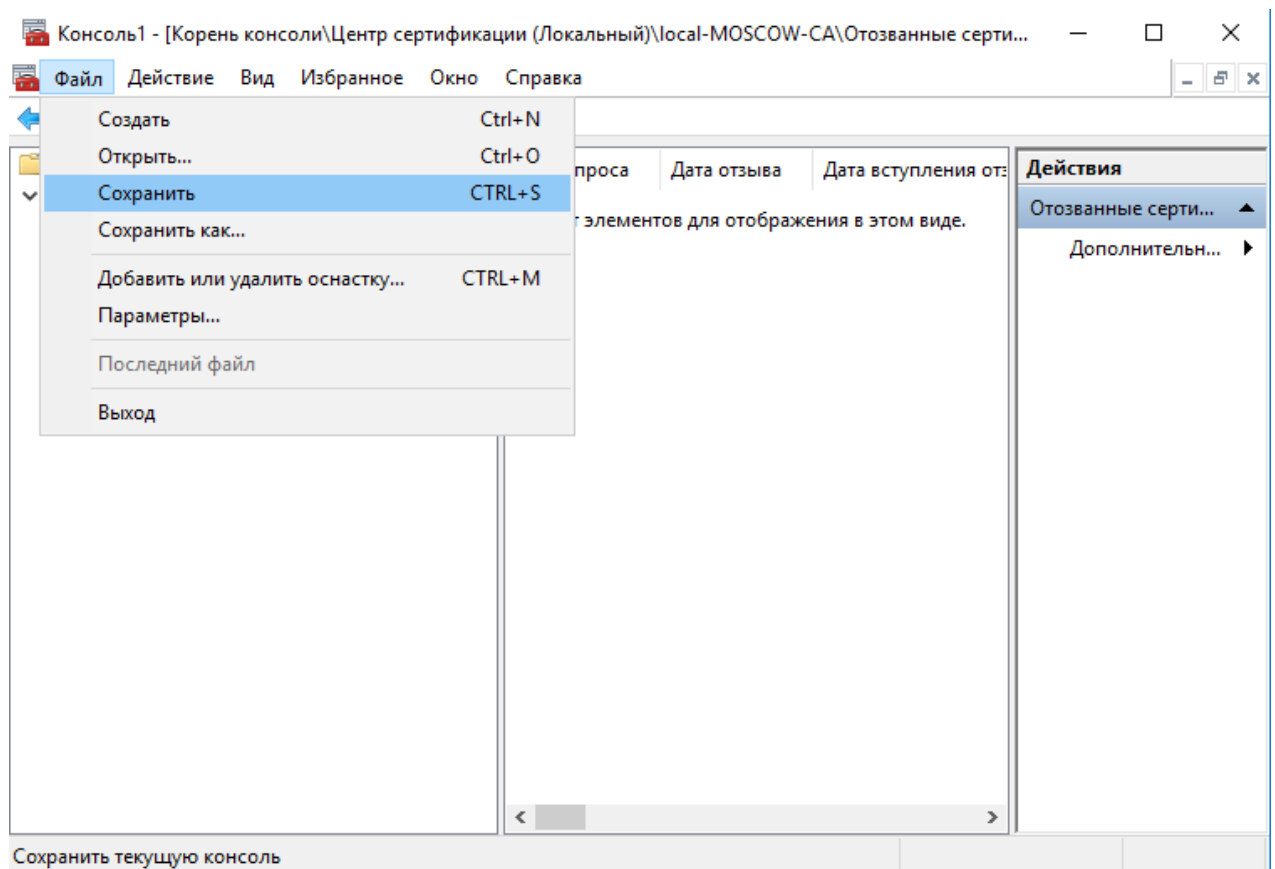 Консоль1 - [Корень консоли\Центр сертификации (Локальный)\local-MOSCOW-CA\Отозванные серти...
Файл Действие Вид Избранное Окно Справка
Создать Ctrl+N
Открыть... Ctrl+O
Сохранить CTRL+S
Сохранить как...
Добавить или удалить оснастку... CTRL+M
Параметры...
Последний файл
Выход
проса Дата отзыва Дата вступления отз
элементов для отображения в этом виде.
Действия
Отозванные серти...
Дополнительн...
Сохранить текущую консоль